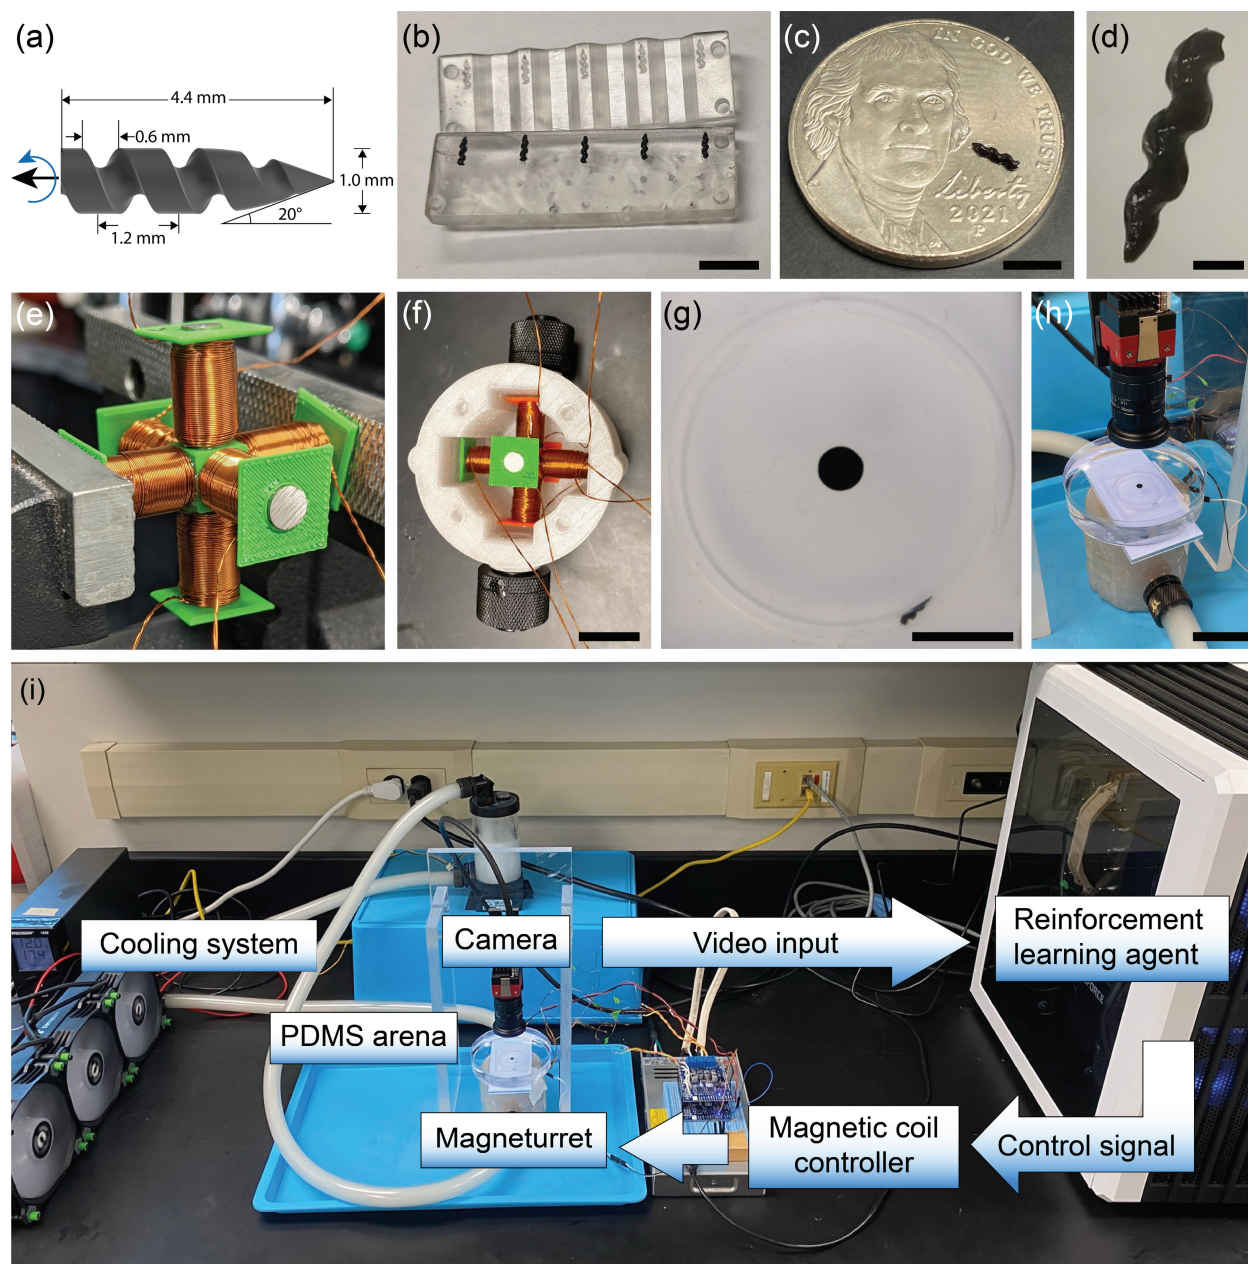 (a)
4.4 mm
0.6 mm
1.0 mm
20°
1.2 mm
(b)
(c)
IN GOD WE TRUST
Liberty
2021
P
(d)
(e)
(f)
(g)
(h)
(i)
Cooling system
Camera
Video input
Reinforcement
learning agent
PDMS arena
Magneturret
Magnetic coil
controller
Control signal